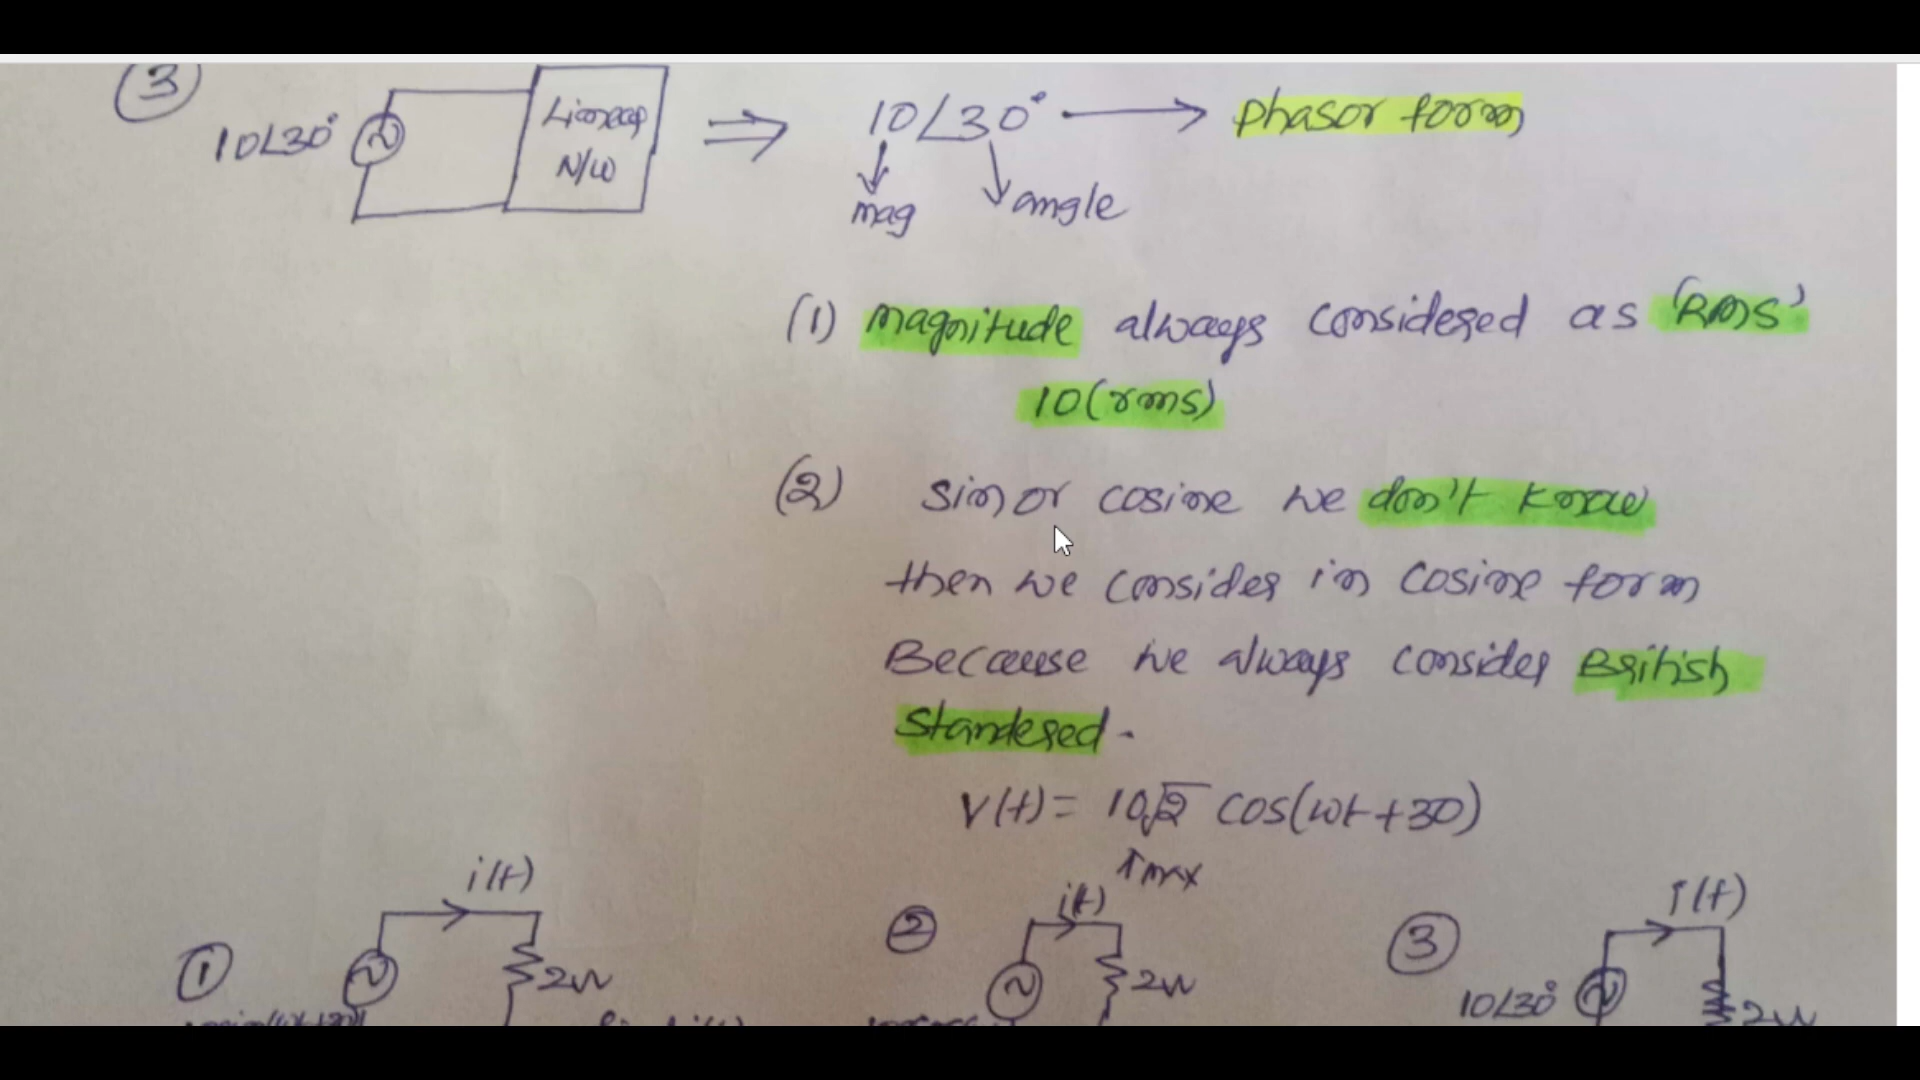 3
10∠30° Linear N/W ⇒ 10∠30° → phasor form
mag angle
(1) magnitude always considered as 'Rms'
10(rms)
(2) sin or cosine we don't know
then we consider in cosine form
Because we always consider British
standered.
V(t) = 10√2 cos(wt+30)
↑max
1 i(t) 2Ω
2 i(t) 2Ω
3 i(t) 10∠30° 2Ω